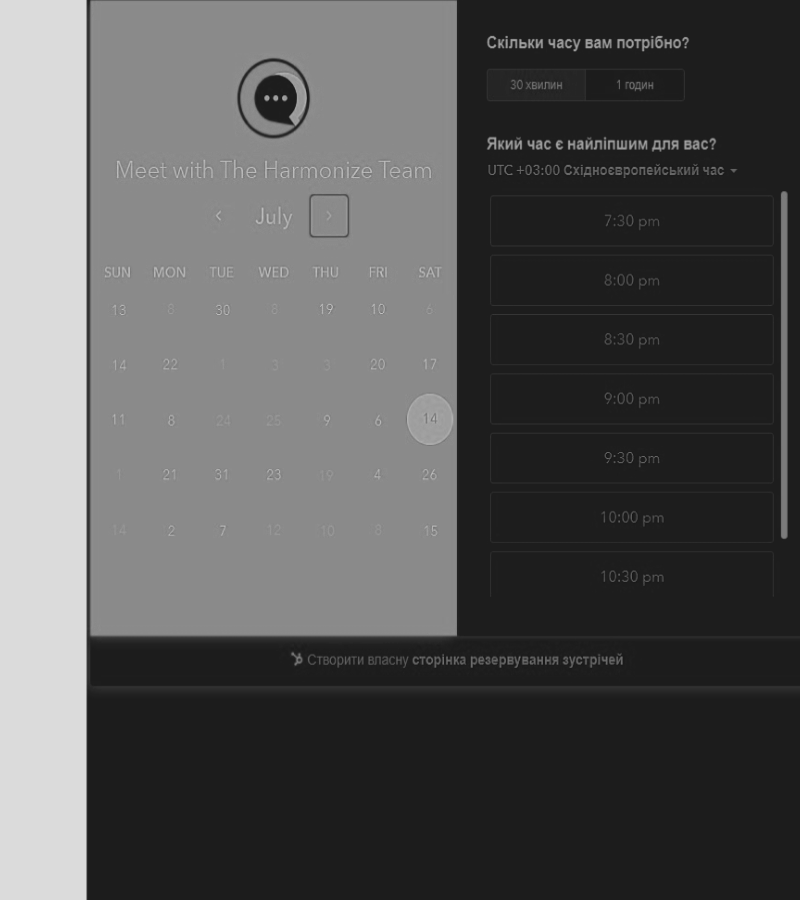 Meet with The Harmonize Team
July
SUN MON TUE WED THU FRI SAT
13 8 30 8 19 10 6
14 22 1 3 3 20 17
11 8 24 25 9 6 14
1 21 31 23 19 4 26
14 2 7 12 10 8 15
Скільки часу вам потрібно?
30 хвилин 1 годин
Який час є найліпшим для вас?
UTC +03:00 Східноєвропейський час
7:30 pm
8:00 pm
8:30 pm
9:00 pm
9:30 pm
10:00 pm
10:30 pm
Створити власну сторінка резервування зустрічей